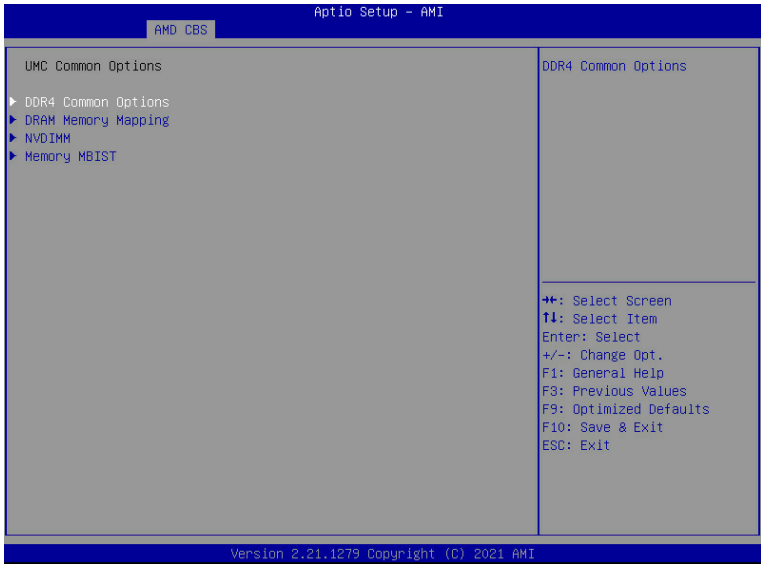 Aptio Setup – AMI
AMD CBS
UMC Common Options
DDR4 Common Options
DRAM Memory Mapping
NVDIMM
Memory MBIST
DDR4 Common Options
→←: Select Screen
↑↓: Select Item
Enter: Select
+/-: Change Opt.
F1: General Help
F3: Previous Values
F9: Optimized Defaults
F10: Save & Exit
ESC: Exit
Version 2.21.1279 Copyright (C) 2021 AMI